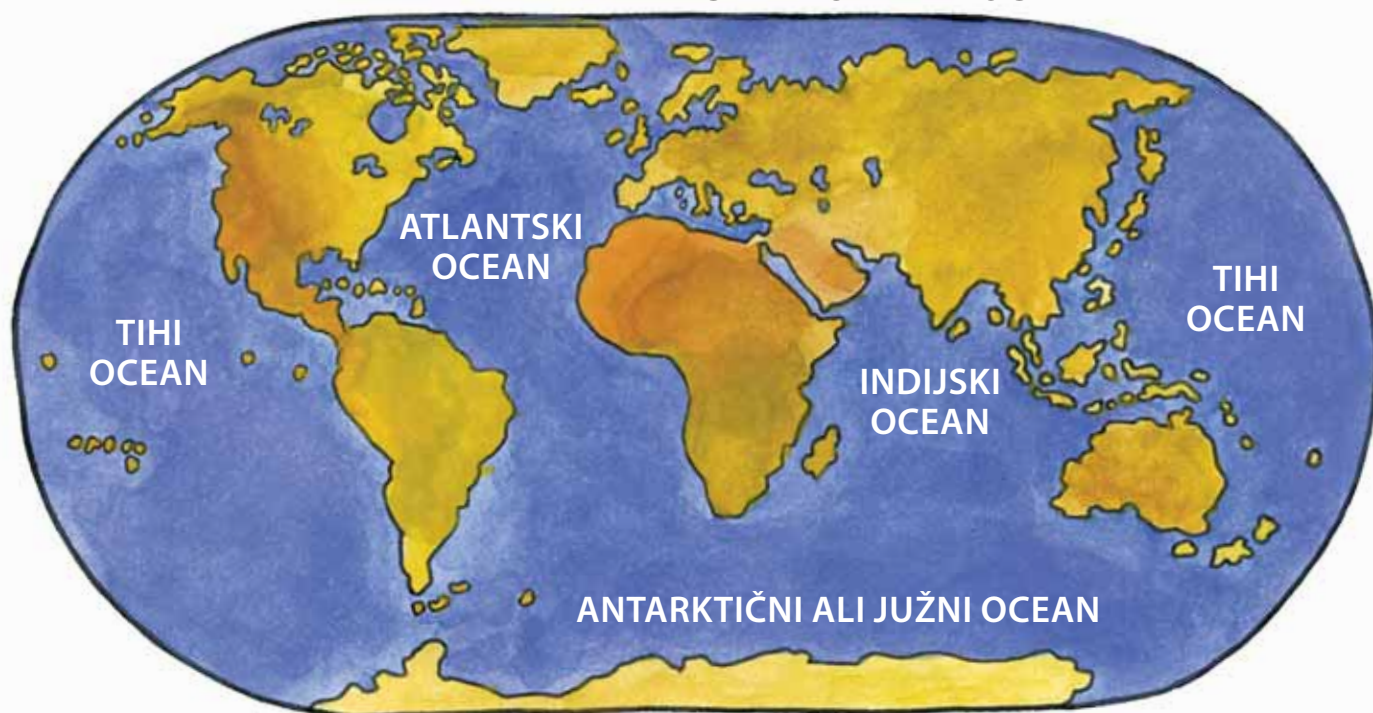 ATLANTSKI
OCEAN
TIHI
OCEAN
TIHI
OCEAN
INDIJSKI
OCEAN
ANTARKTIČNI ALI JUŽNI OCEAN